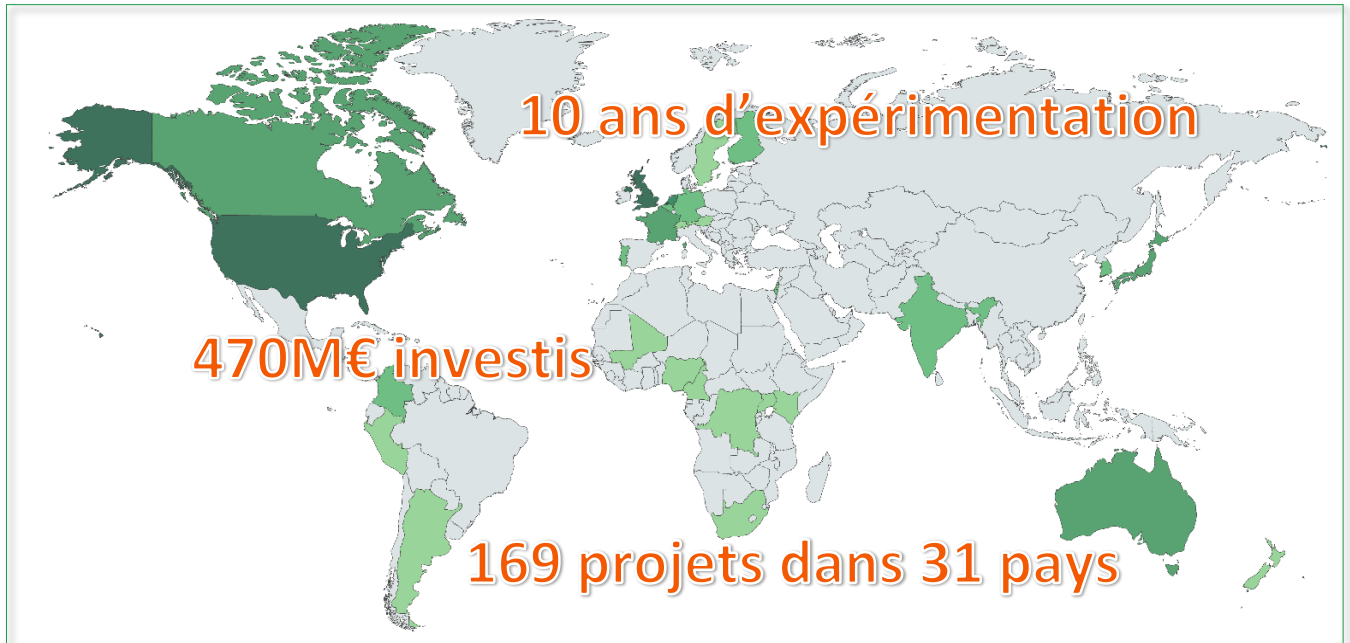 10 ans d’expérimentation
470M€ investis
169 projets dans 31 pays